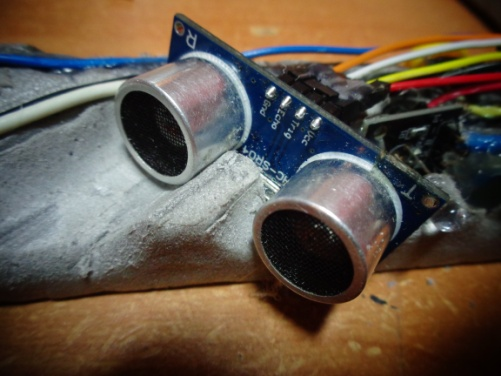 R
Gnd
Echo
Trig
Vcc
HC-SR04
T